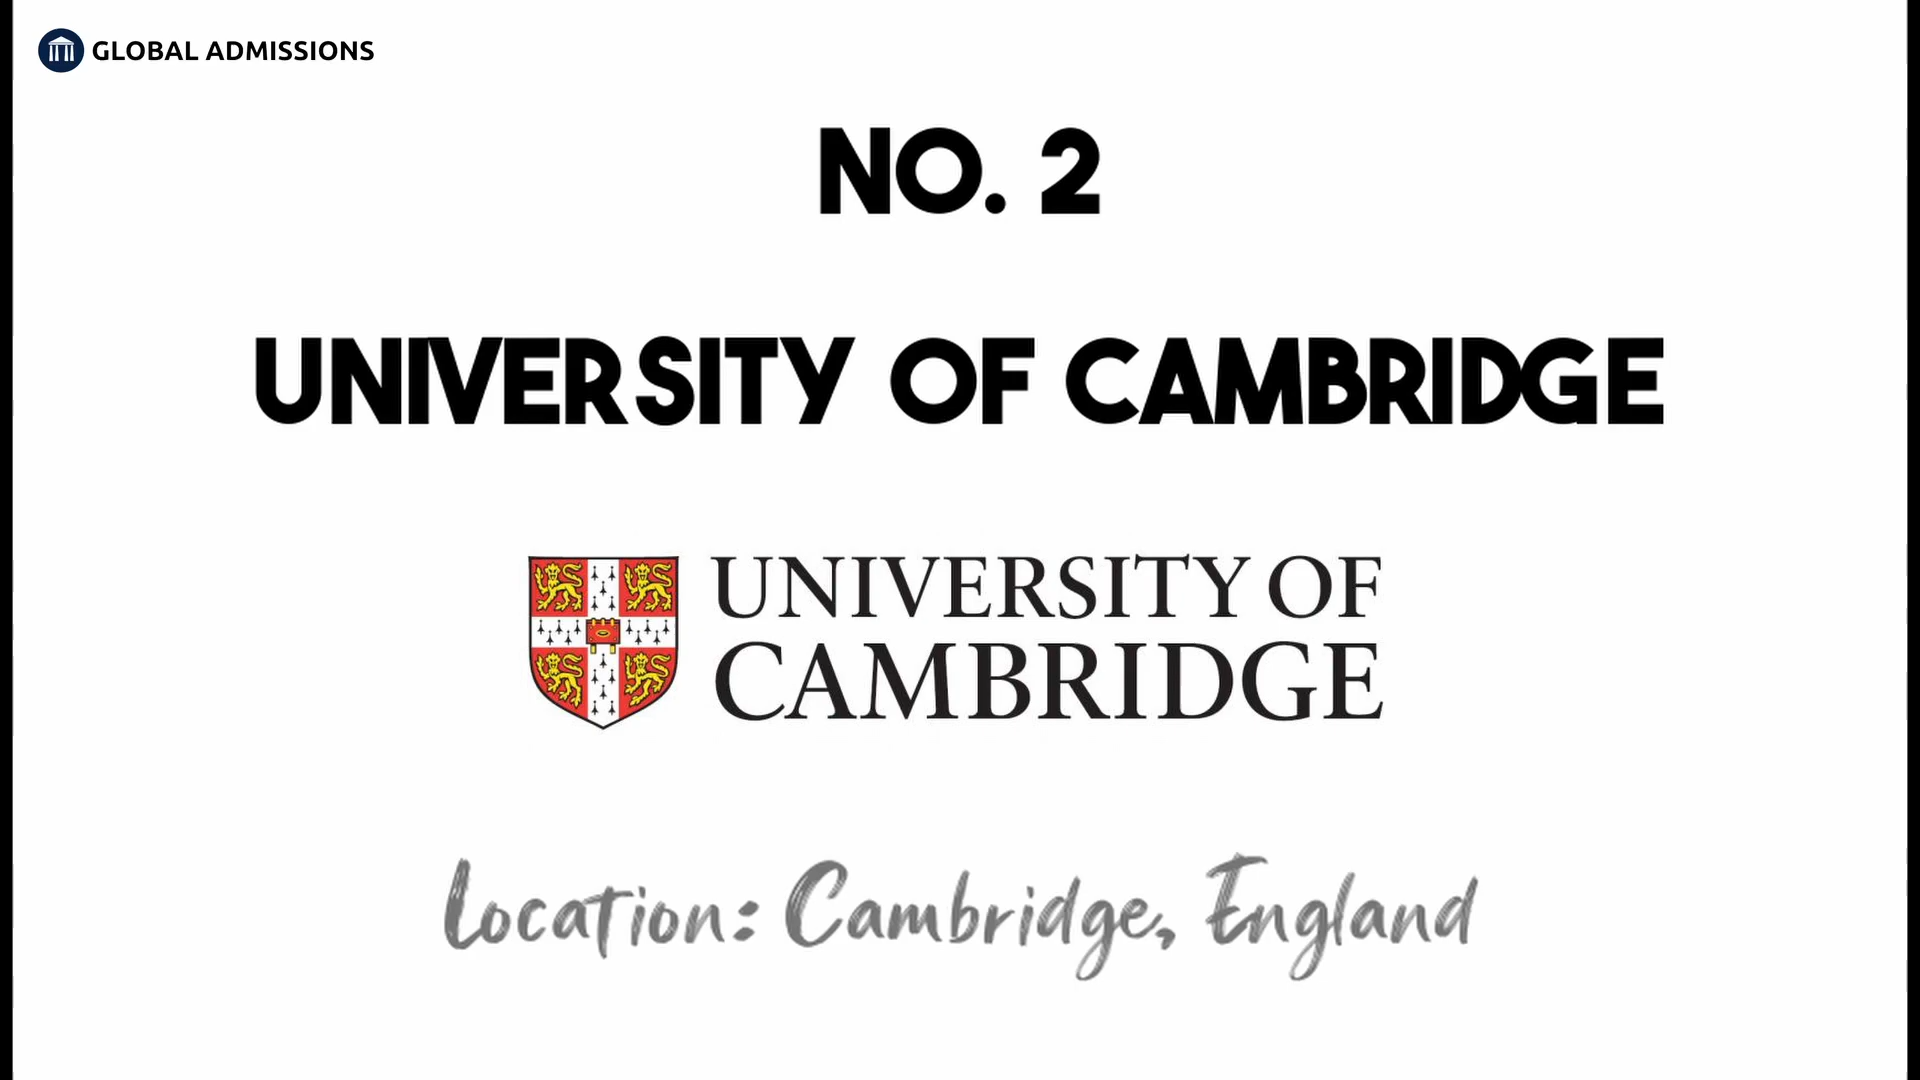 GLOBAL ADMISSIONS
NO. 2
UNIVERSITY OF CAMBRIDGE
UNIVERSITY OF
CAMBRIDGE
Location: Cambridge, England